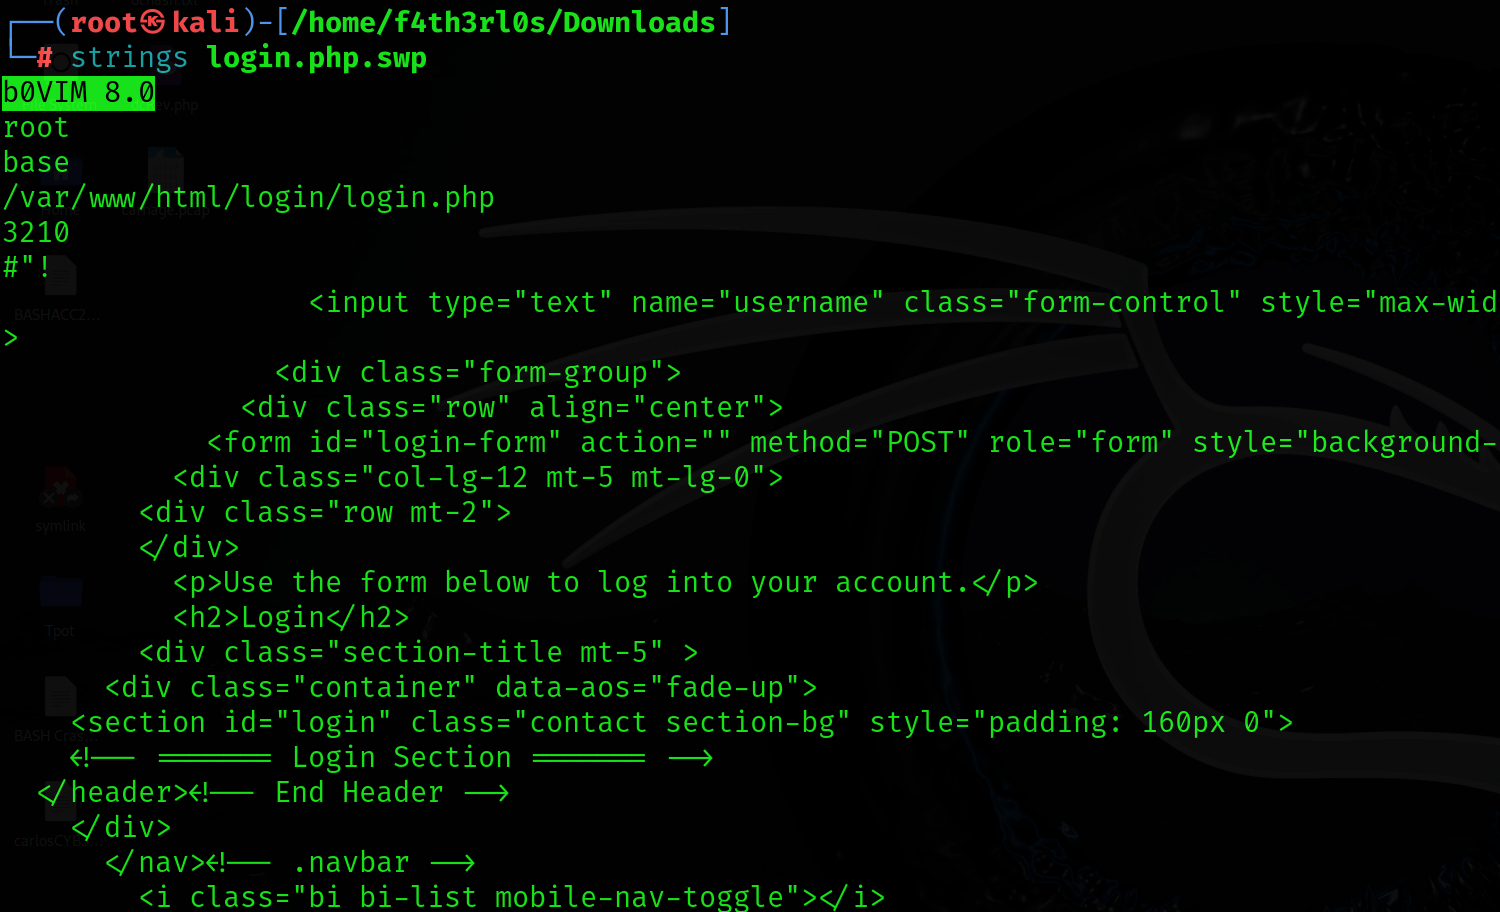 ┌──(root㉿kali)-[/home/f4th3rl0s/Downloads]
└─# strings login.php.swp
b0VIM 8.0
root
base
/var/www/html/login/login.php
3210
#"!
<input type="text" name="username" class="form-control" style="max-wid
>
<div class="form-group">
<div class="row" align="center">
<form id="login-form" action="" method="POST" role="form" style="background-
<div class="col-lg-12 mt-5 mt-lg-0">
<div class="row mt-2">
</div>
<p>Use the form below to log into your account.</p>
<h2>Login</h2>
<div class="section-title mt-5" >
<div class="container" data-aos="fade-up">
<section id="login" class="contact section-bg" style="padding: 160px 0">
<!-- ======= Login Section ======= -->
</header><!-- End Header -->
</div>
</nav><!-- .navbar -->
<i class="bi bi-list mobile-nav-toggle"></i>
BASHACC2...
symlink
Tpot